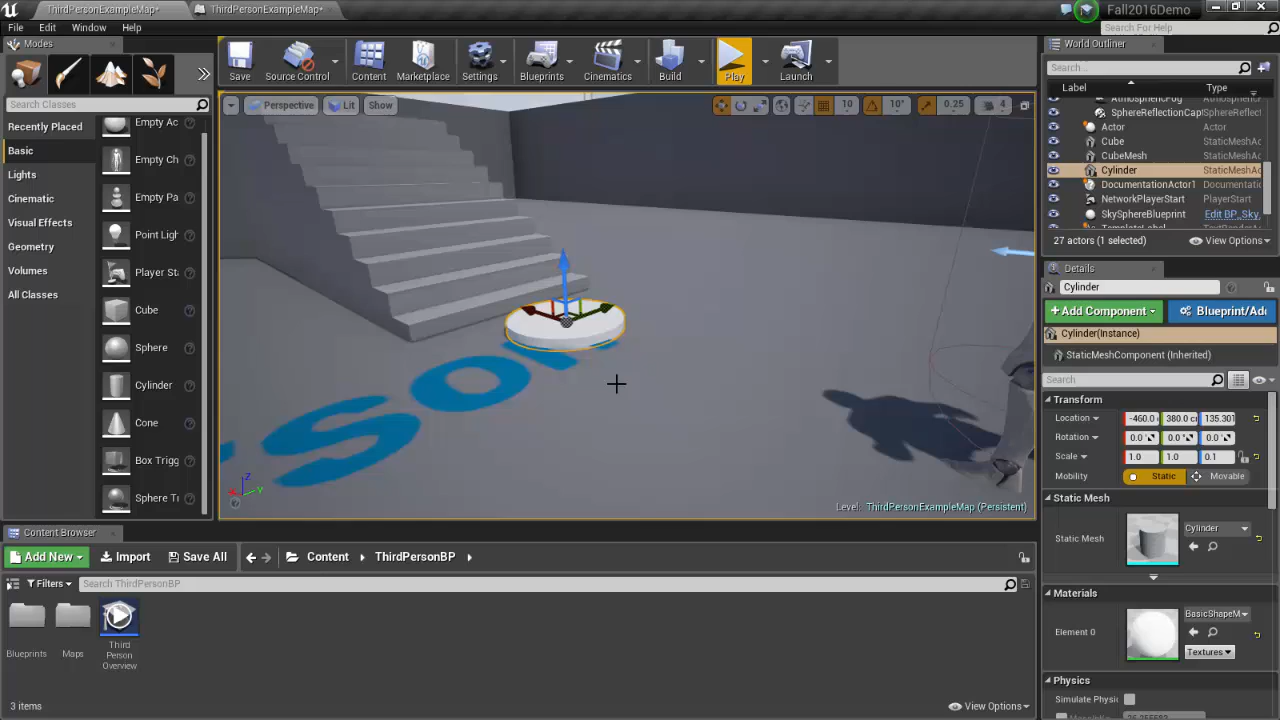 ThirdPersonExampleMap*
ThirdPersonExampleMap*
Fall2016Demo
File Edit Window Help
Search For Help
Modes
Save
Source Control
Content
Marketplace
Settings
Blueprints
Cinematics
Build
Play
Launch
Search Classes
Recently Placed
Basic
Lights
Cinematic
Visual Effects
Geometry
Volumes
All Classes
Empty Ac
Empty Ch
Empty Pa
Point Ligh
Player Sta
Cube
Sphere
Cylinder
Cone
Box Trigg
Sphere Tr
Perspective
Lit
Show
10
10°
0.25
4
SO
Z
Y
Level: ThirdPersonExampleMap (Persistent)
World Outliner
Search...
Label Type
AtmosphericFog Atmospheri
SphereReflectionCap SphereReflect
Actor Actor
Cube StaticMeshAc
CubeMesh StaticMeshAc
Cylinder StaticMeshAc
DocumentationActor1 Documentatio
NetworkPlayerStart PlayerStart
SkySphereBlueprint Edit BP_Sky
TemplateLabel TextRenderAc
27 actors (1 selected) View Options
Details
Cylinder
Add Component Blueprint/Add
Cylinder(Instance)
StaticMeshComponent (Inherited)
Search
Transform
Location -460.0 380.0 c 135.301
Rotation 0.0 ° 0.0 ° 0.0 °
Scale 1.0 1.0 0.1
Mobility Static Movable
Static Mesh
Static Mesh Cylinder
Materials
Element 0 BasicShapeM
Textures
Physics
Simulate Physi
Content Browser
Add New Import Save All Content ThirdPersonBP
Filters Search ThirdPersonBP
Blueprints
Maps
Third
Person
Overview
3 items
View Options